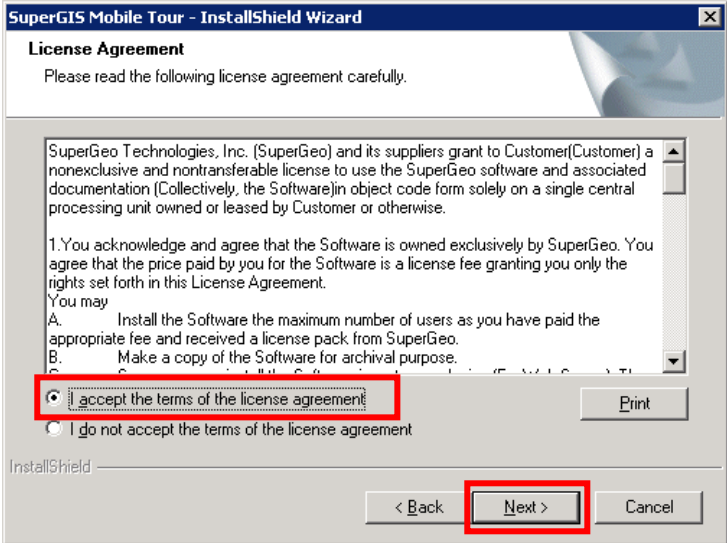 SuperGIS Mobile Tour - InstallShield Wizard
License Agreement
Please read the following license agreement carefully.
SuperGeo Technologies, Inc. (SuperGeo) and its suppliers grant to Customer(Customer) a
nonexclusive and nontransferable license to use the SuperGeo software and associated
documentation (Collectively, the Software)in object code form solely on a single central
processing unit owned or leased by Customer or otherwise.
1.You acknowledge and agree that the Software is owned exclusively by SuperGeo. You
agree that the price paid by you for the Software is a license fee granting you only the
rights set forth in this License Agreement.
You may
A. Install the Software the maximum number of users as you have paid the
appropriate fee and received a license pack from SuperGeo.
B. Make a copy of the Software for archival purpose.
I accept the terms of the license agreement
Print
I do not accept the terms of the license agreement
InstallShield
< Back
Next >
Cancel